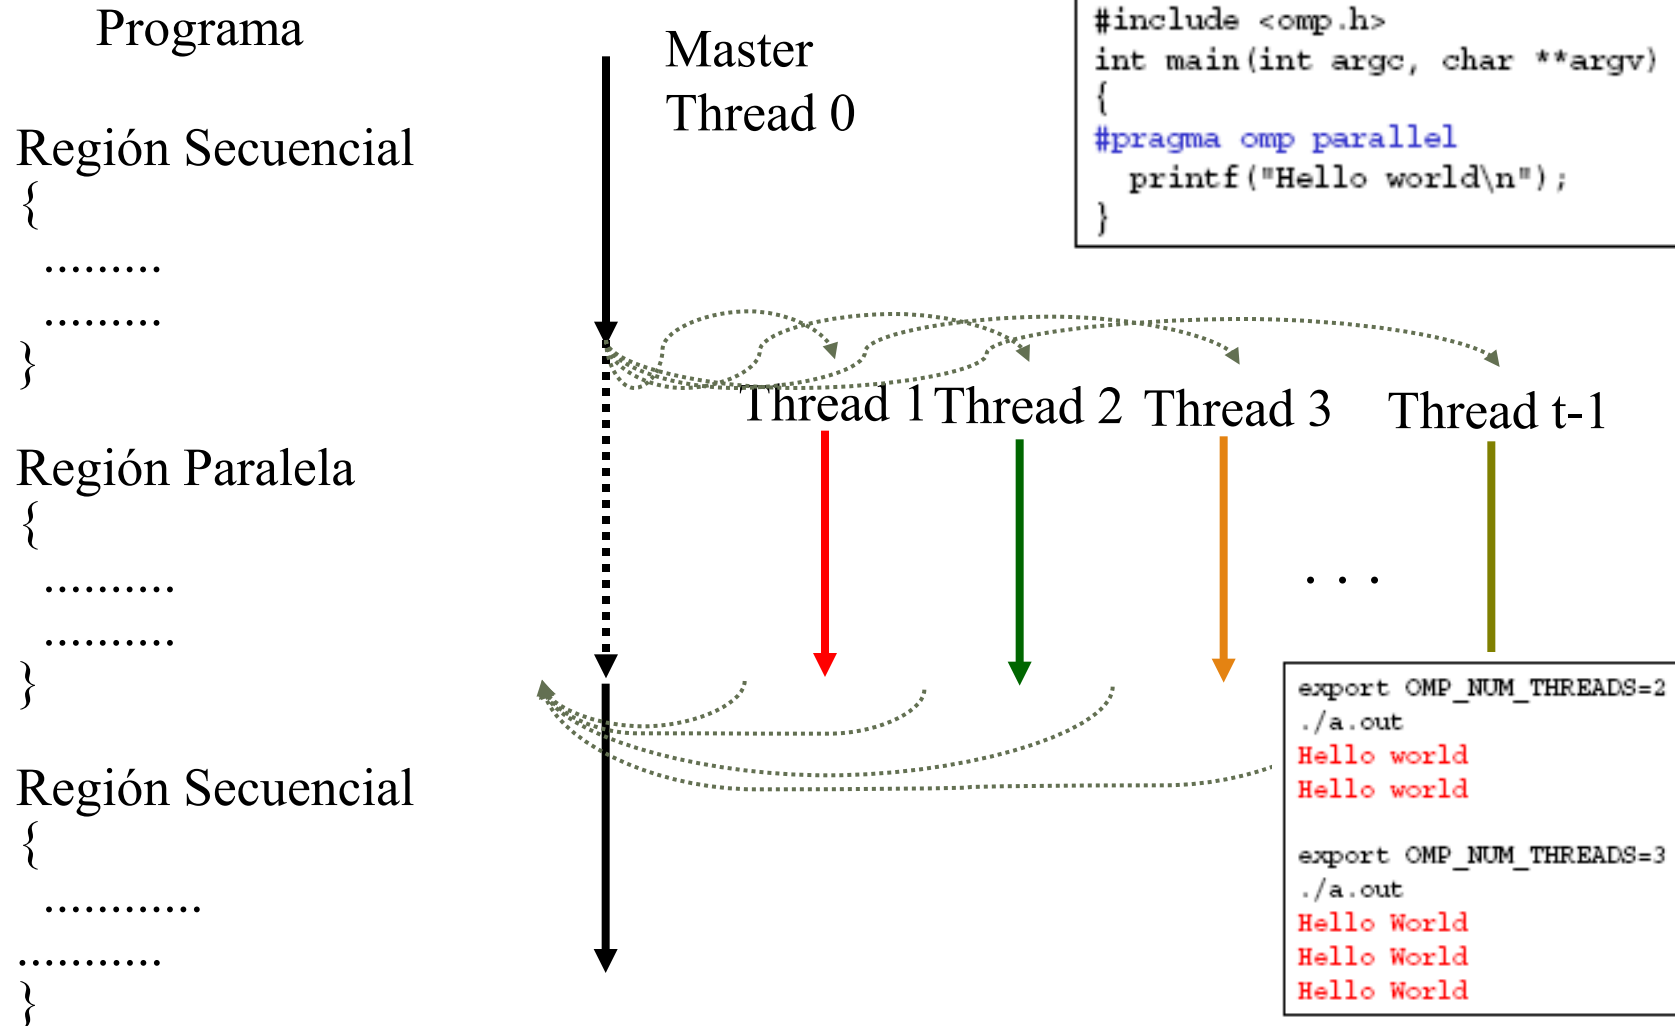 Programa
Región Secuencial
{
.........
.........
}
Región Paralela
{
..........
..........
}
Región Secuencial
{
............
...........
}
Master
Thread 0
Thread 1
Thread 2
Thread 3
Thread t-1
. . .
#include <omp.h>
int main(int argc, char **argv)
{
#pragma omp parallel
printf("Hello world\n");
}
export OMP_NUM_THREADS=2
./a.out
Hello world
Hello world
export OMP_NUM_THREADS=3
./a.out
Hello World
Hello World
Hello World